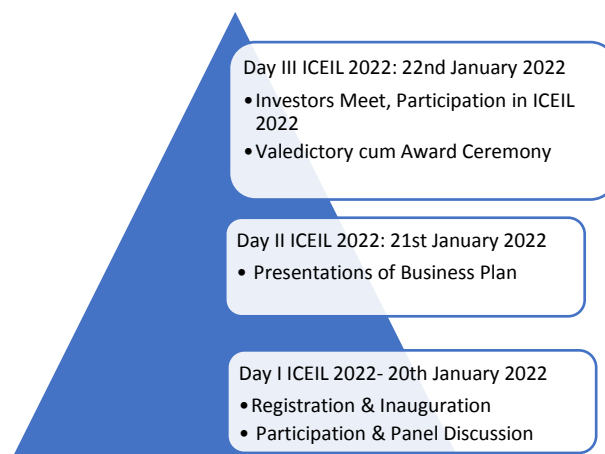 Day III ICEIL 2022: 22nd January 2022
•Investors Meet, Participation in ICEIL
2022
•Valedictory cum Award Ceremony
Day II ICEIL 2022: 21st January 2022
• Presentations of Business Plan
Day I ICEIL 2022- 20th January 2022
•Registration & Inauguration
• Participation & Panel Discussion